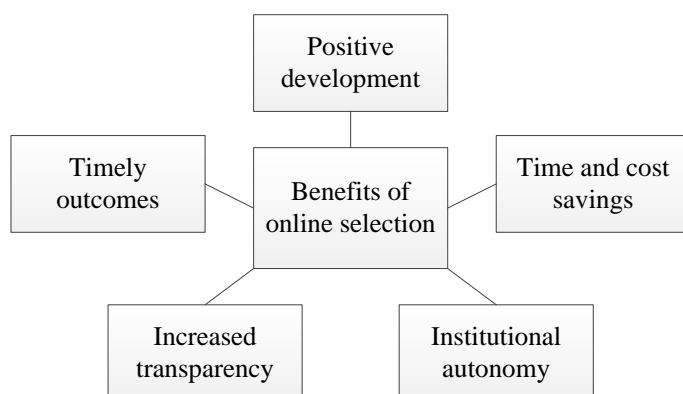 Positive
development
Timely
outcomes
Benefits of
online selection
Time and cost
savings
Increased
transparency
Institutional
autonomy